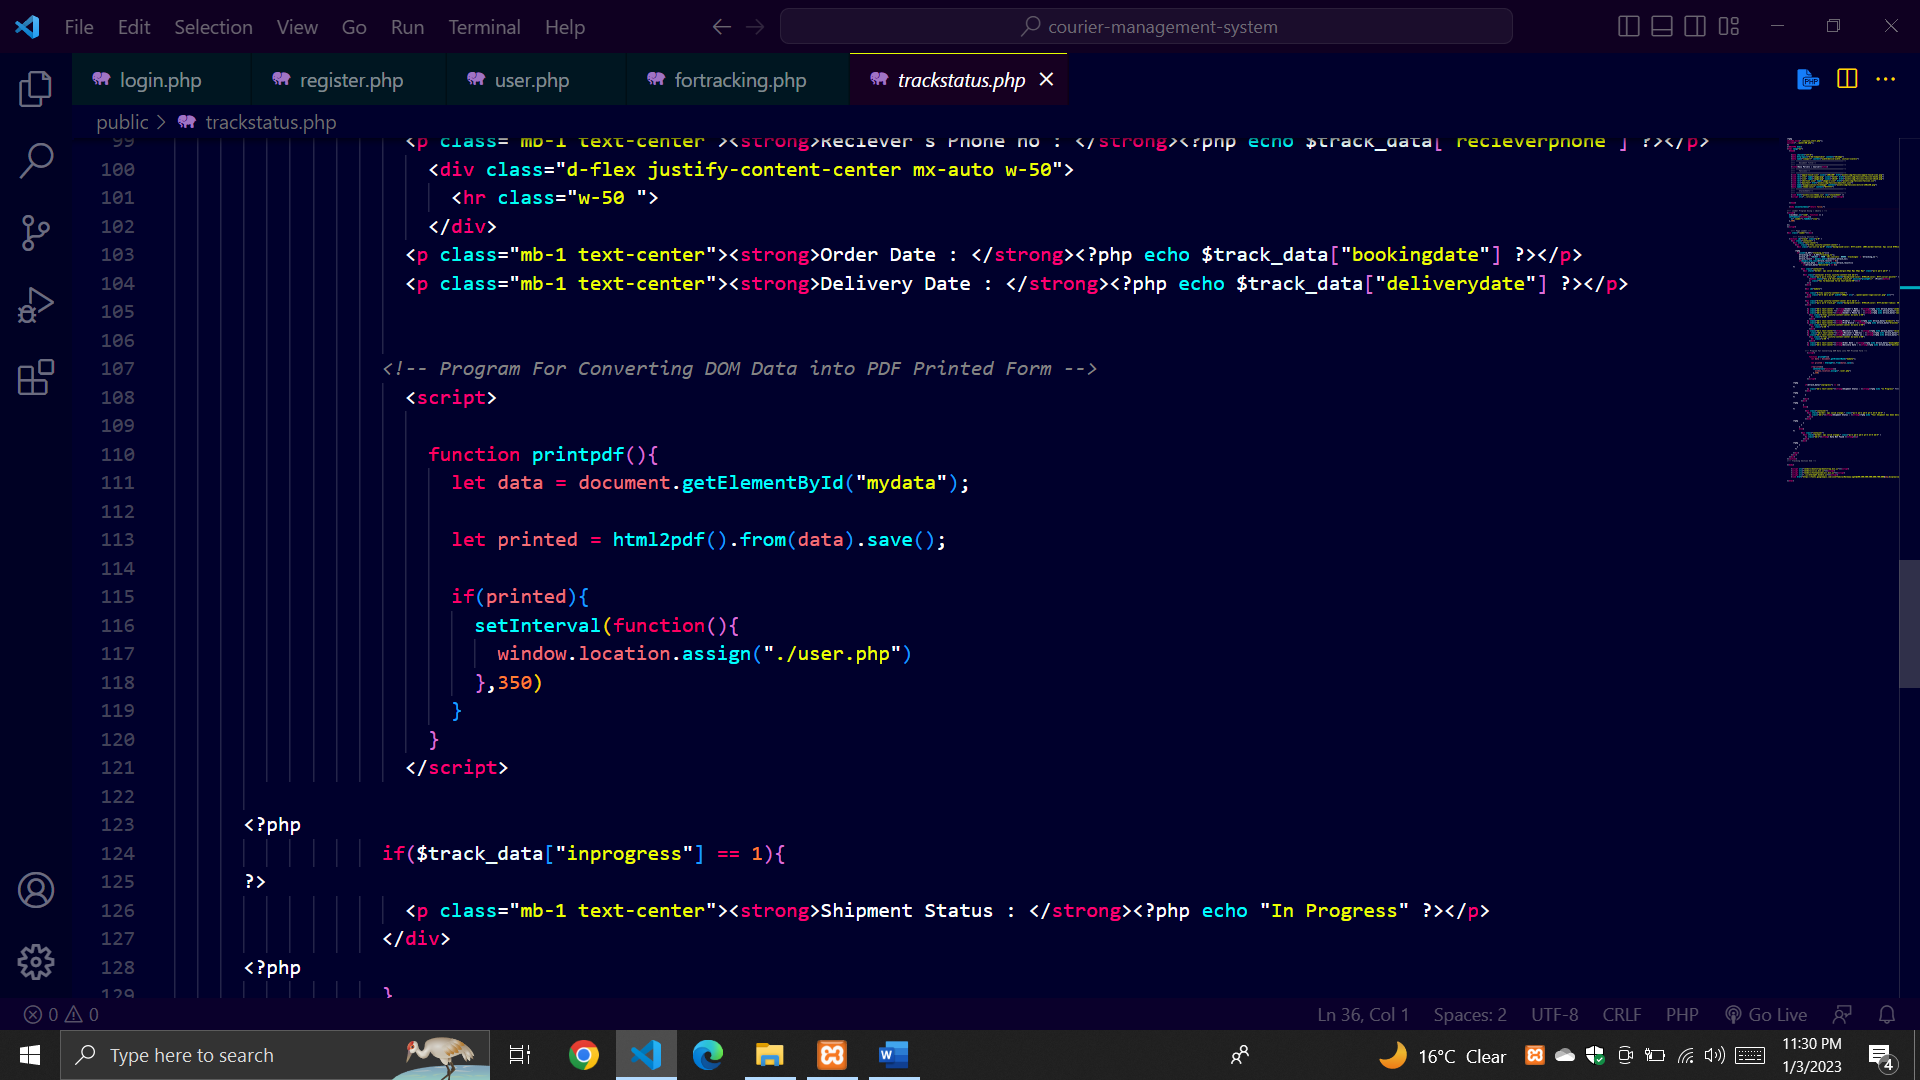 File Edit Selection View Go Run Terminal Help
courier-management-system
login.php register.php user.php fortracking.php trackstatus.php
public > trackstatus.php
99 <p class="mb-1 text-center"><strong>Reciever's Phone no : </strong><?php echo $track_data["recieverphone"] ?></p>
100 <div class="d-flex justify-content-center mx-auto w-50">
101 <hr class="w-50 ">
102 </div>
103 <p class="mb-1 text-center"><strong>Order Date : </strong><?php echo $track_data["bookingdate"] ?></p>
104 <p class="mb-1 text-center"><strong>Delivery Date : </strong><?php echo $track_data["deliverydate"] ?></p>
105
106
107 <!-- Program For Converting DOM Data into PDF Printed Form -->
108 <script>
109
110 function printpdf(){
111 let data = document.getElementById("mydata");
112
113 let printed = html2pdf().from(data).save();
114
115 if(printed){
116 setInterval(function(){
117 window.location.assign("./user.php")
118 },350)
119 }
120 }
121 </script>
122
123 <?php
124 if($track_data["inprogress"] == 1){
125 ?>
126 <p class="mb-1 text-center"><strong>Shipment Status : </strong><?php echo "In Progress" ?></p>
127 </div>
128 <?php
129 }
0 0 Ln 36, Col 1 Spaces: 2 UTF-8 CRLF PHP Go Live
Type here to search
16°C Clear
11:30 PM
1/3/2023
4